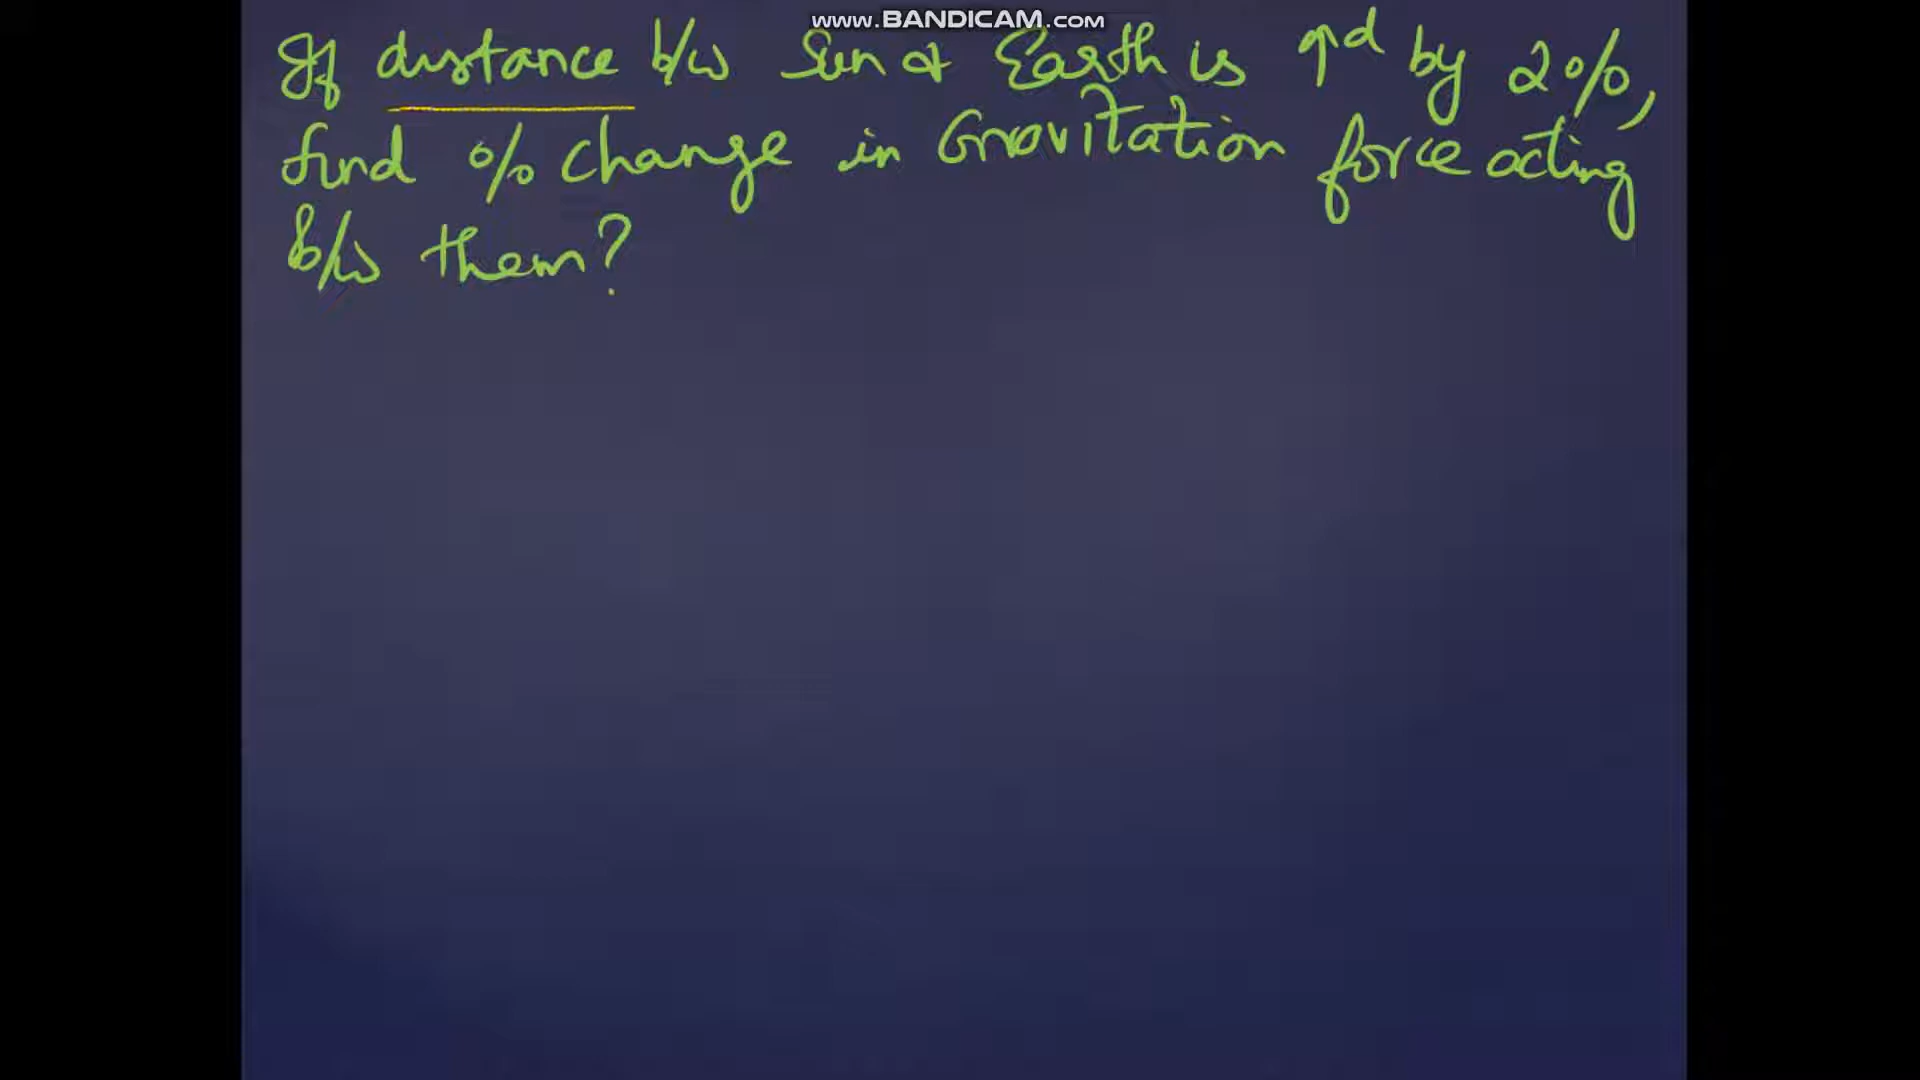 www.BANDICAM.com
If distance b/w Sun & Earth is ↑d by 2%,
find % change in Gravitation force acting
b/w them?